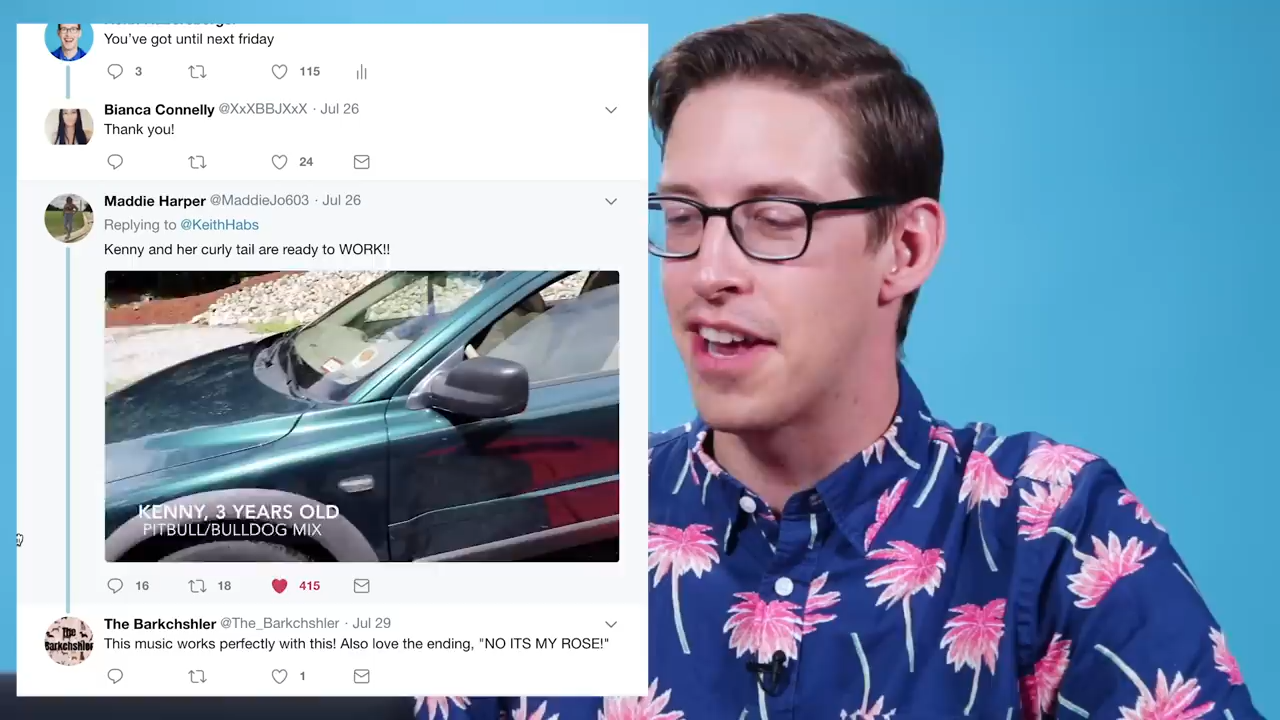 You've got until next friday
3 115
Bianca Connelly @XxXBBJXxX · Jul 26
Thank you!
24
Maddie Harper @MaddieJo603 · Jul 26
Replying to @KeithHabs
Kenny and her curly tail are ready to WORK!!
KENNY, 3 YEARS OLD
PITBULL/BULLDOG MIX
16 18 415
The Barkchshler @The_Barkchshler · Jul 29
The
Barkchshler
This music works perfectly with this! Also love the ending, "NO ITS MY ROSE!"
1